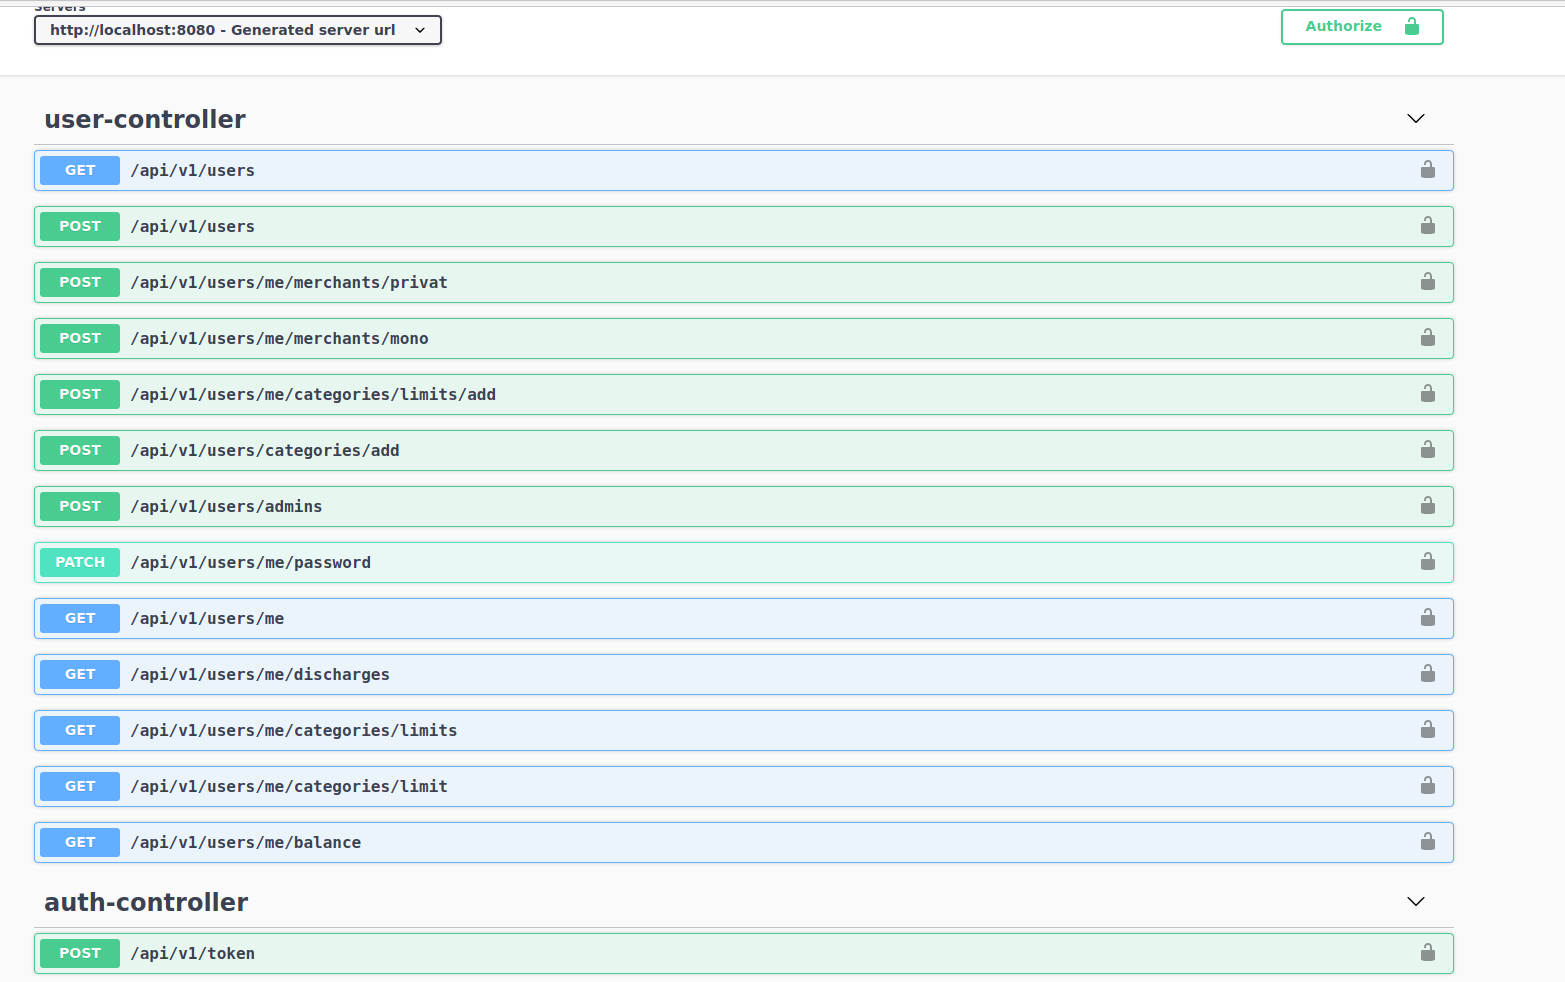 Servers
http://localhost:8080 - Generated server url
Authorize
user-controller
GET /api/v1/users
POST /api/v1/users
POST /api/v1/users/me/merchants/privat
POST /api/v1/users/me/merchants/mono
POST /api/v1/users/me/categories/limits/add
POST /api/v1/users/categories/add
POST /api/v1/users/admins
PATCH /api/v1/users/me/password
GET /api/v1/users/me
GET /api/v1/users/me/discharges
GET /api/v1/users/me/categories/limits
GET /api/v1/users/me/categories/limit
GET /api/v1/users/me/balance
auth-controller
POST /api/v1/token